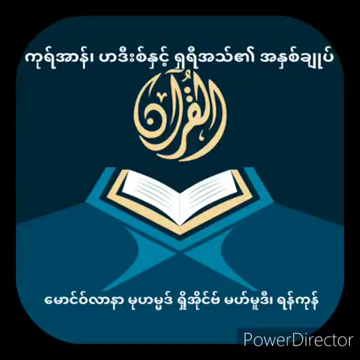 ကုရ်အာန်၊ ဟဒီးစ်နှင့် ရှရီအသ်၏ အနှစ်ချုပ်
القرآن
မောင်ဝ်လာနာ မုဟမ္မဒ် ရှိအိုင်ဗ် မဟ်မူဒီ၊ ရန်ကုန်
PowerDirector